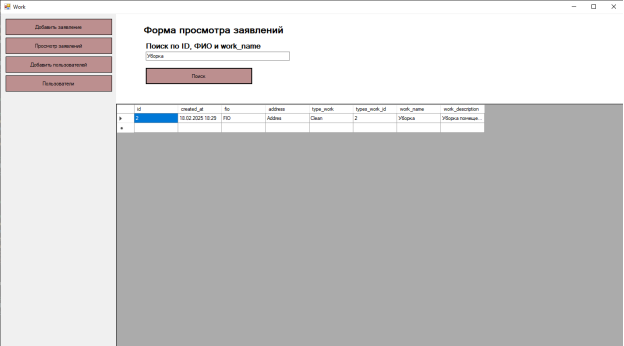 Work
Добавить заявление
Просмотр заявлений
Добавить пользователей
Пользователи
Форма просмотра заявлений
Поиск по ID, ФИО и work_name
Уборка
Поиск
id created_at fio address type_work types_work_id work_name work_description
2 18.02.2025 18:29 FIO Addres Clean 2 Уборка Уборка помеще...